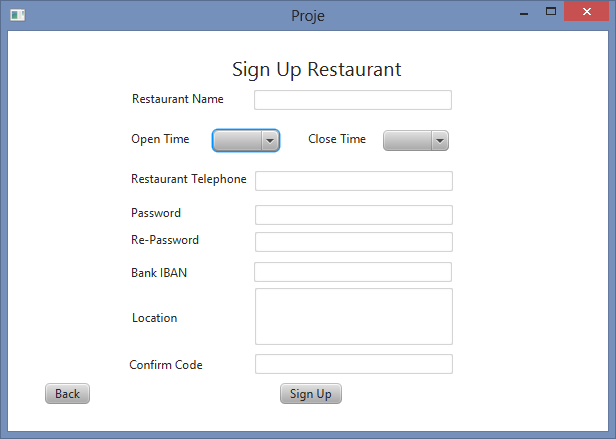 Proje
Sign Up Restaurant
Restaurant Name
Open Time Close Time
Restaurant Telephone
Password
Re-Password
Bank IBAN
Location
Confirm Code
Back Sign Up